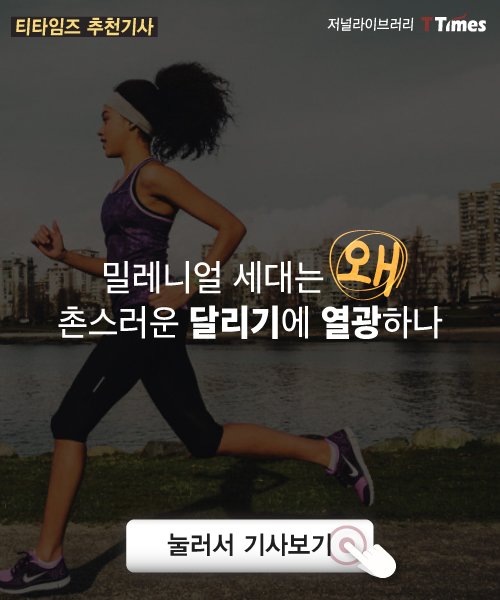 티타임즈 추천기사
저널라이브러리 TTimes
밀레니얼 세대는 왜
촌스러운 달리기에 열광하나
눌러서 기사보기